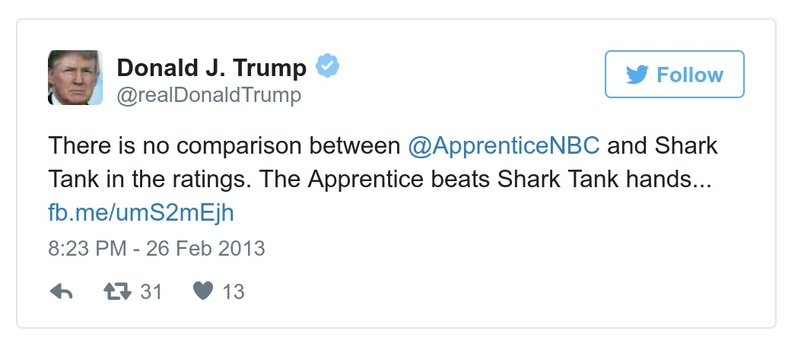 Donald J. Trump
Follow
@realDonaldTrump
There is no comparison between @ApprenticeNBC and Shark
Tank in the ratings. The Apprentice beats Shark Tank hands...
fb.me/umS2mEjh
8:23 PM - 26 Feb 2013
31 13